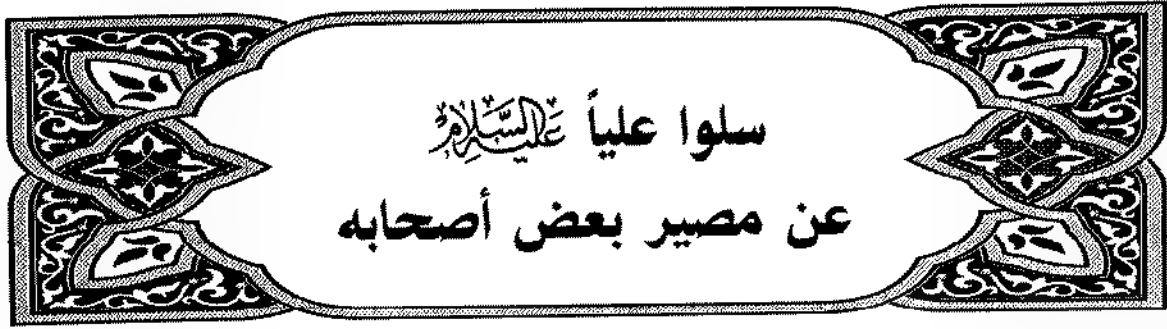 سلوا علياً عَلَيْهِ السَّلَامُ
عن مصير بعض أصحابه